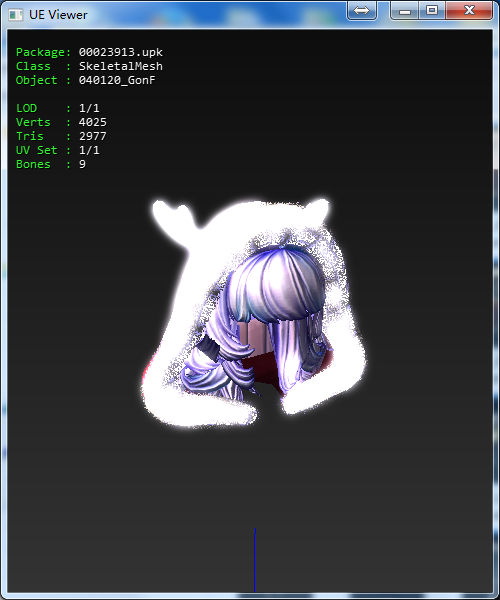 UE Viewer
Package: 00023913.upk
Class  : SkeletalMesh
Object : 040120_GonF
LOD    : 1/1
Verts  : 4025
Tris   : 2977
UV Set : 1/1
Bones  : 9